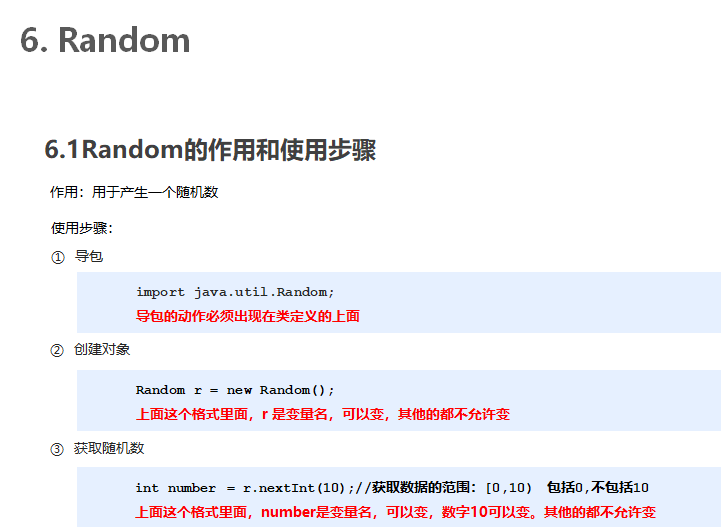 6. Random
6.1Random的作用和使用步骤
作用：用于产生一个随机数
使用步骤：
① 导包
import java.util.Random;
导包的动作必须出现在类定义的上面
② 创建对象
Random r = new Random();
上面这个格式里面，r 是变量名，可以变，其他的都不允许变
③ 获取随机数
int number = r.nextInt(10);//获取数据的范围：[0,10) 包括0,不包括10
上面这个格式里面，number是变量名，可以变，数字10可以变。其他的都不允许变